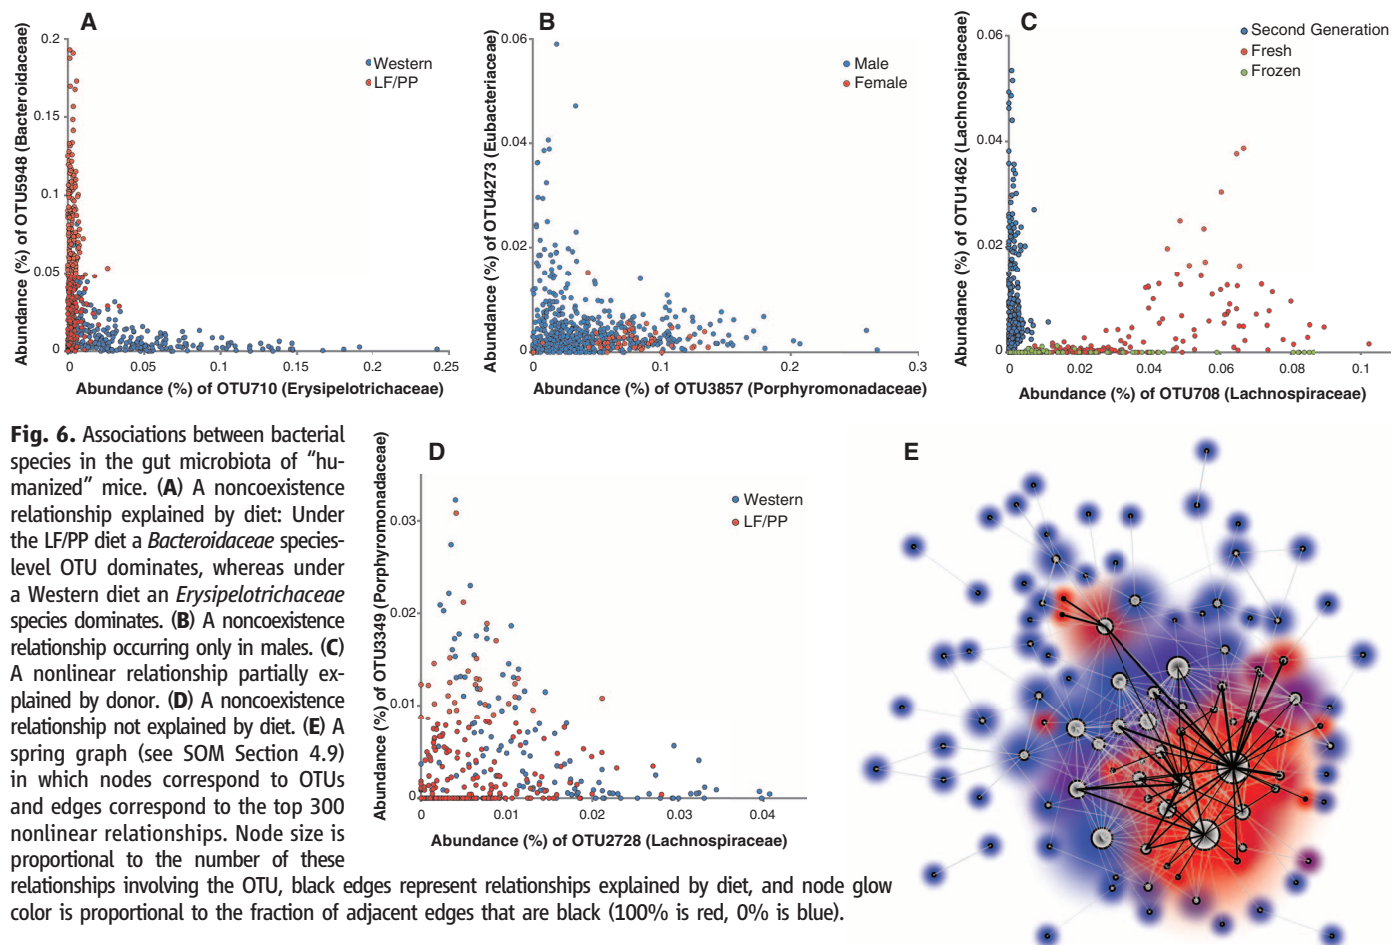 A
Abundance (%) of OTU5948 (Bacteroidaceae)
0.2
0.15
0.1
0.05
0
Western
LF/PP
0
0.05
0.1
0.15
0.2
0.25
Abundance (%) of OTU710 (Erysipelotrichaceae)
B
Abundance (%) of OTU4273 (Eubacteriaceae)
0.06
0.04
0.02
0
Male
Female
0
0.1
0.2
0.3
Abundance (%) of OTU3857 (Porphyromonadaceae)
C
Abundance (%) of OTU1462 (Lachnospiraceae)
0.06
0.04
0.02
0
Second Generation
Fresh
Frozen
0
0.02
0.04
0.06
0.08
0.1
Abundance (%) of OTU708 (Lachnospiraceae)
Fig. 6. Associations between bacterial
species in the gut microbiota of “hu-
manized” mice. (A) A noncoexistence
relationship explained by diet: Under
the LF/PP diet a Bacteroidaceae species-
level OTU dominates, whereas under
a Western diet an Erysipelotrichaceae
species dominates. (B) A noncoexistence
relationship occurring only in males. (C)
A nonlinear relationship partially ex-
plained by donor. (D) A noncoexistence
relationship not explained by diet. (E) A
spring graph (see SOM Section 4.9)
in which nodes correspond to OTUs
and edges correspond to the top 300
nonlinear relationships. Node size is
proportional to the number of these
relationships involving the OTU, black edges represent relationships explained by diet, and node glow
color is proportional to the fraction of adjacent edges that are black (100% is red, 0% is blue).
D
Abundance (%) of OTU3349 (Porphyromonadaceae)
0.03
0.02
0.01
0
Western
LF/PP
0
0.01
0.02
0.03
0.04
Abundance (%) of OTU2728 (Lachnospiraceae)
E